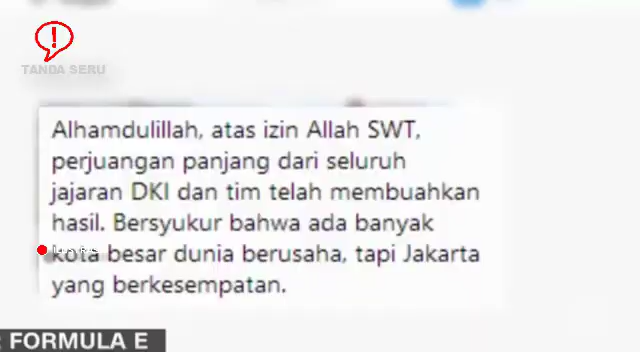 TANDA SERU
Alhamdulillah, atas izin Allah SWT,
perjuangan panjang dari seluruh
jajaran DKI dan tim telah membuahkan
hasil. Bersyukur bahwa ada banyak
kota besar dunia berusaha, tapi Jakarta
yang berkesempatan.
FORMULA E